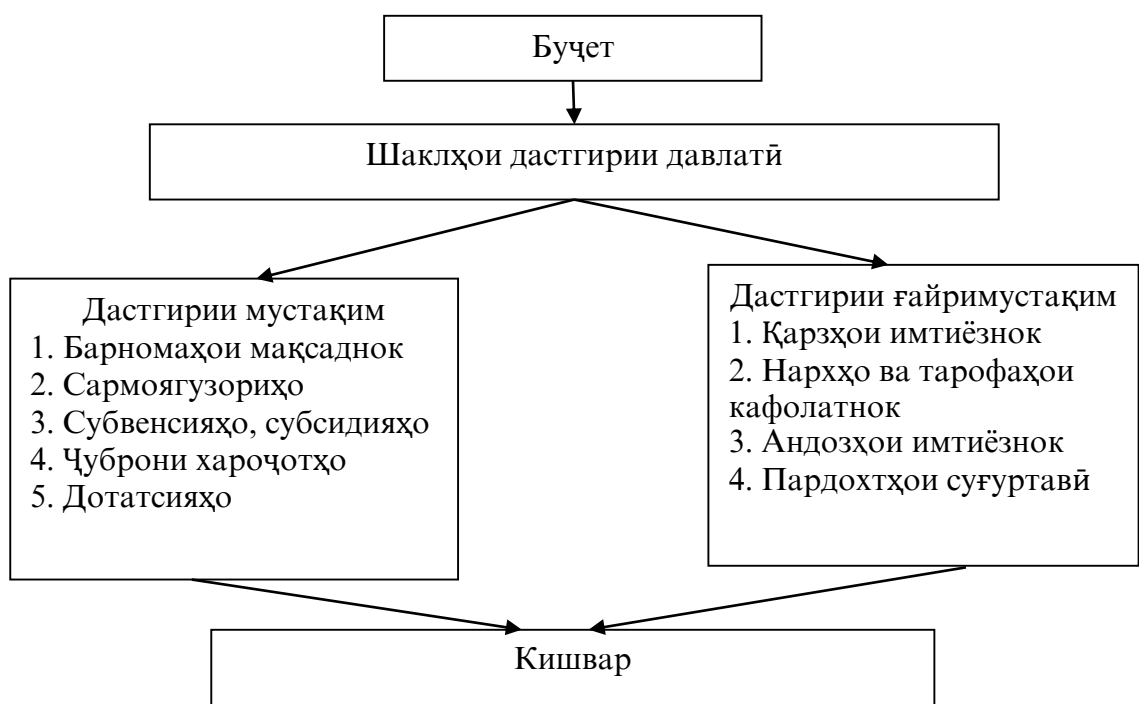 Буҷет
Шаклҳои дастгирии давлатӣ
Дастгирии мустақим
1. Барномаҳои мақсаднок
2. Сармоягузориҳо
3. Субвенсияҳо, субсидияҳо
4. Ҷуброни хароҷотҳо
5. Дотатсияҳо
Дастгирии ғайримустақим
1. Қарзҳои имтиёзнок
2. Нархҳо ва тарофаҳои
кафолатнок
3. Андозҳои имтиёзнок
4. Пардохтҳои суғуртавӣ
Кишвар